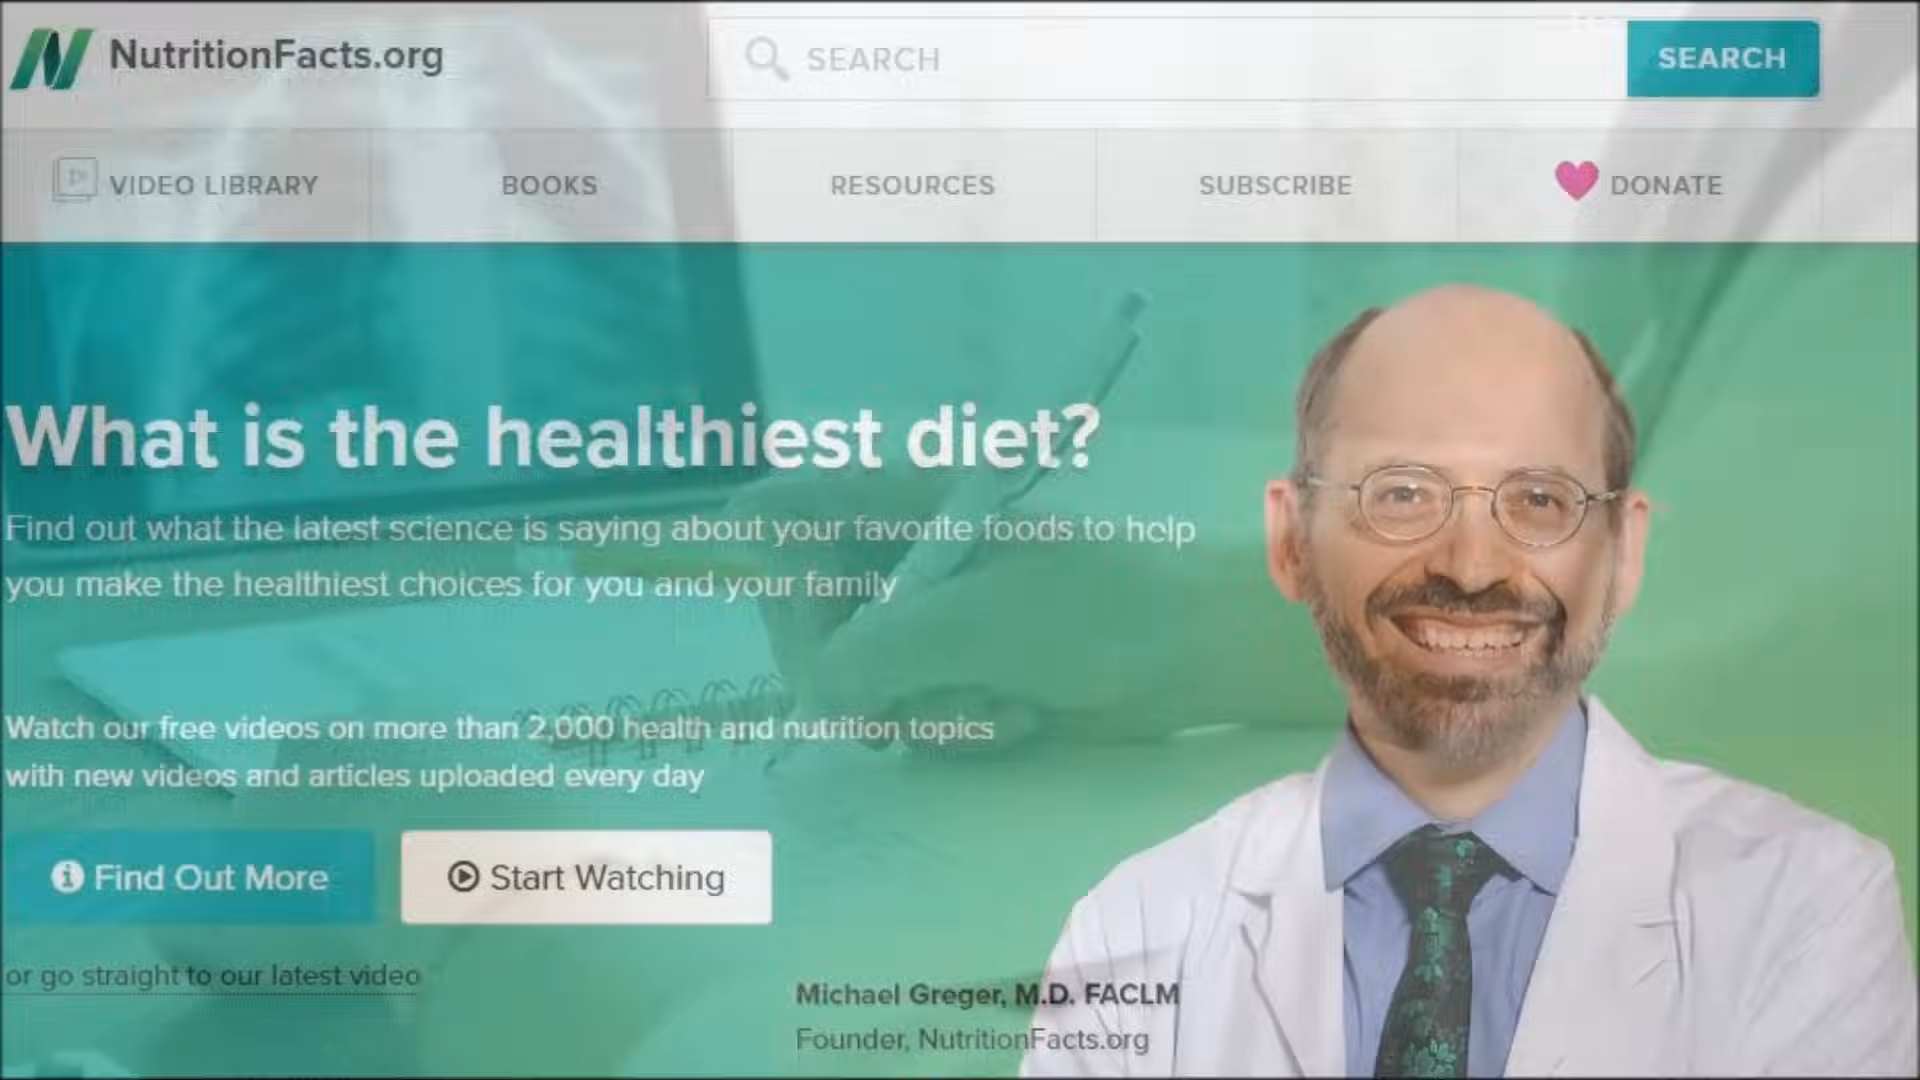 NutritionFacts.org
SEARCH
SEARCH
VIDEO LIBRARY
BOOKS
RESOURCES
SUBSCRIBE
DONATE
What is the healthiest diet?
Find out what the latest science is saying about your favorite foods to help
you make the healthiest choices for you and your family
Watch our free videos on more than 2,000 health and nutrition topics
with new videos and articles uploaded every day
Find Out More
Start Watching
or go straight to our latest video
Michael Greger, M.D. FACLM
Founder, NutritionFacts.org